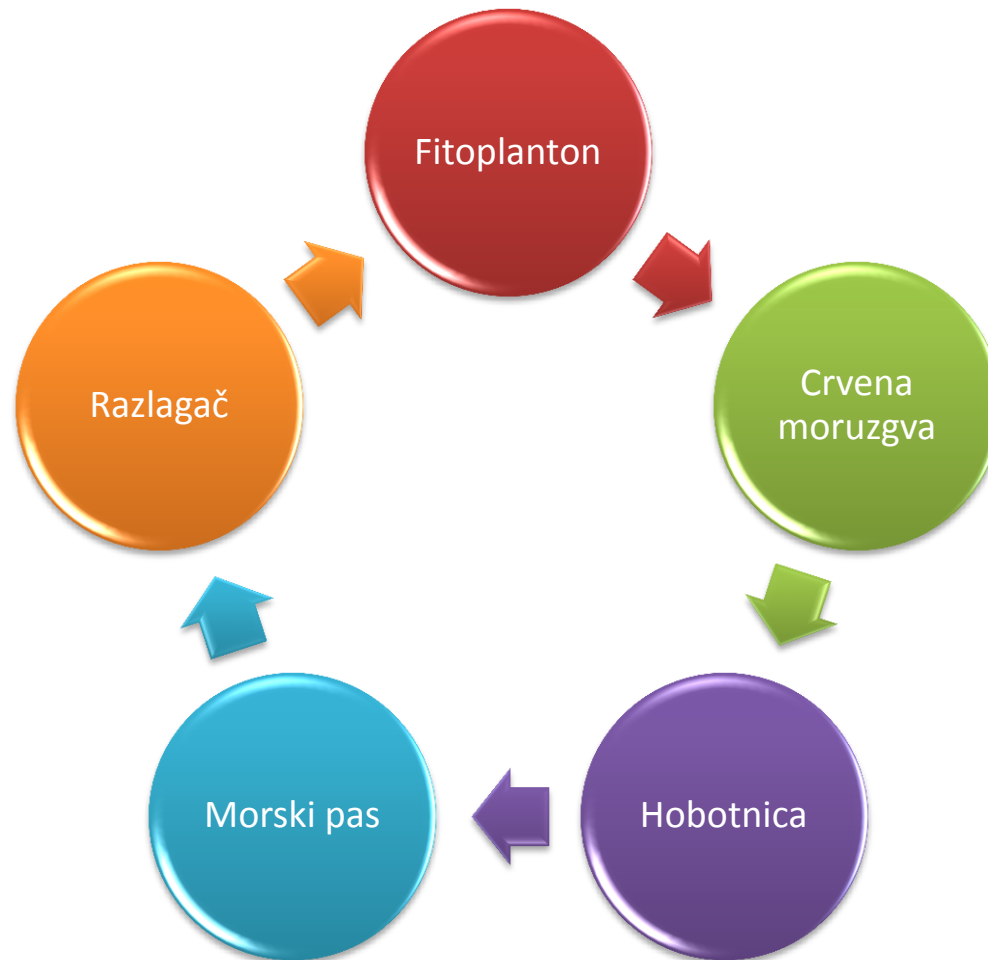 Fitoplanton
Crvena
moruzgva
Hobotnica
Morski pas
Razlagač